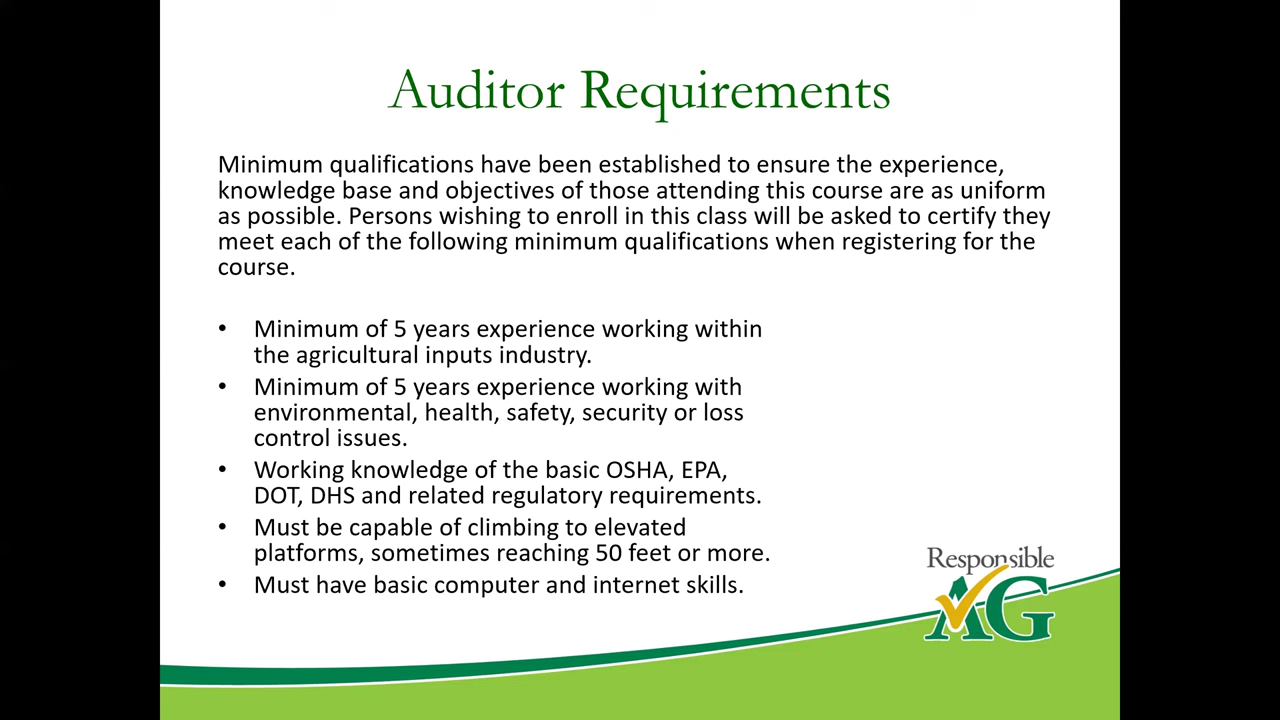 Auditor Requirements
Minimum qualifications have been established to ensure the experience,
knowledge base and objectives of those attending this course are as uniform
as possible. Persons wishing to enroll in this class will be asked to certify they
meet each of the following minimum qualifications when registering for the
course.
• Minimum of 5 years experience working within
the agricultural inputs industry.
• Minimum of 5 years experience working with
environmental, health, safety, security or loss
control issues.
• Working knowledge of the basic OSHA, EPA,
DOT, DHS and related regulatory requirements.
• Must be capable of climbing to elevated
platforms, sometimes reaching 50 feet or more.
• Must have basic computer and internet skills.
Responsible
AG